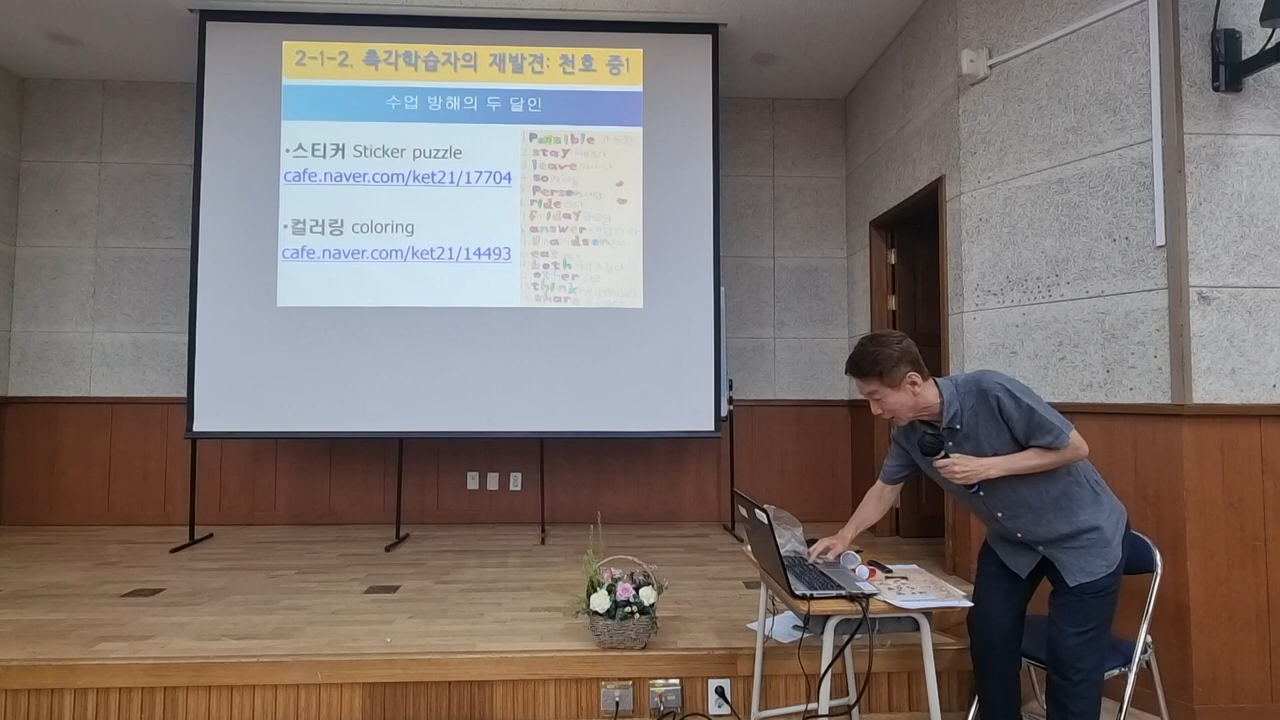 2-1-2. 촉각학습자의 재발견: 천호 중1
수업 방해의 두 달인
•스티커 Sticker puzzle
cafe.naver.com/ket21/17704
•컬러링 coloring
cafe.naver.com/ket21/14493
Possible
stay
leave
so
Person
ride
friday
answer
eat
both
other
think
share